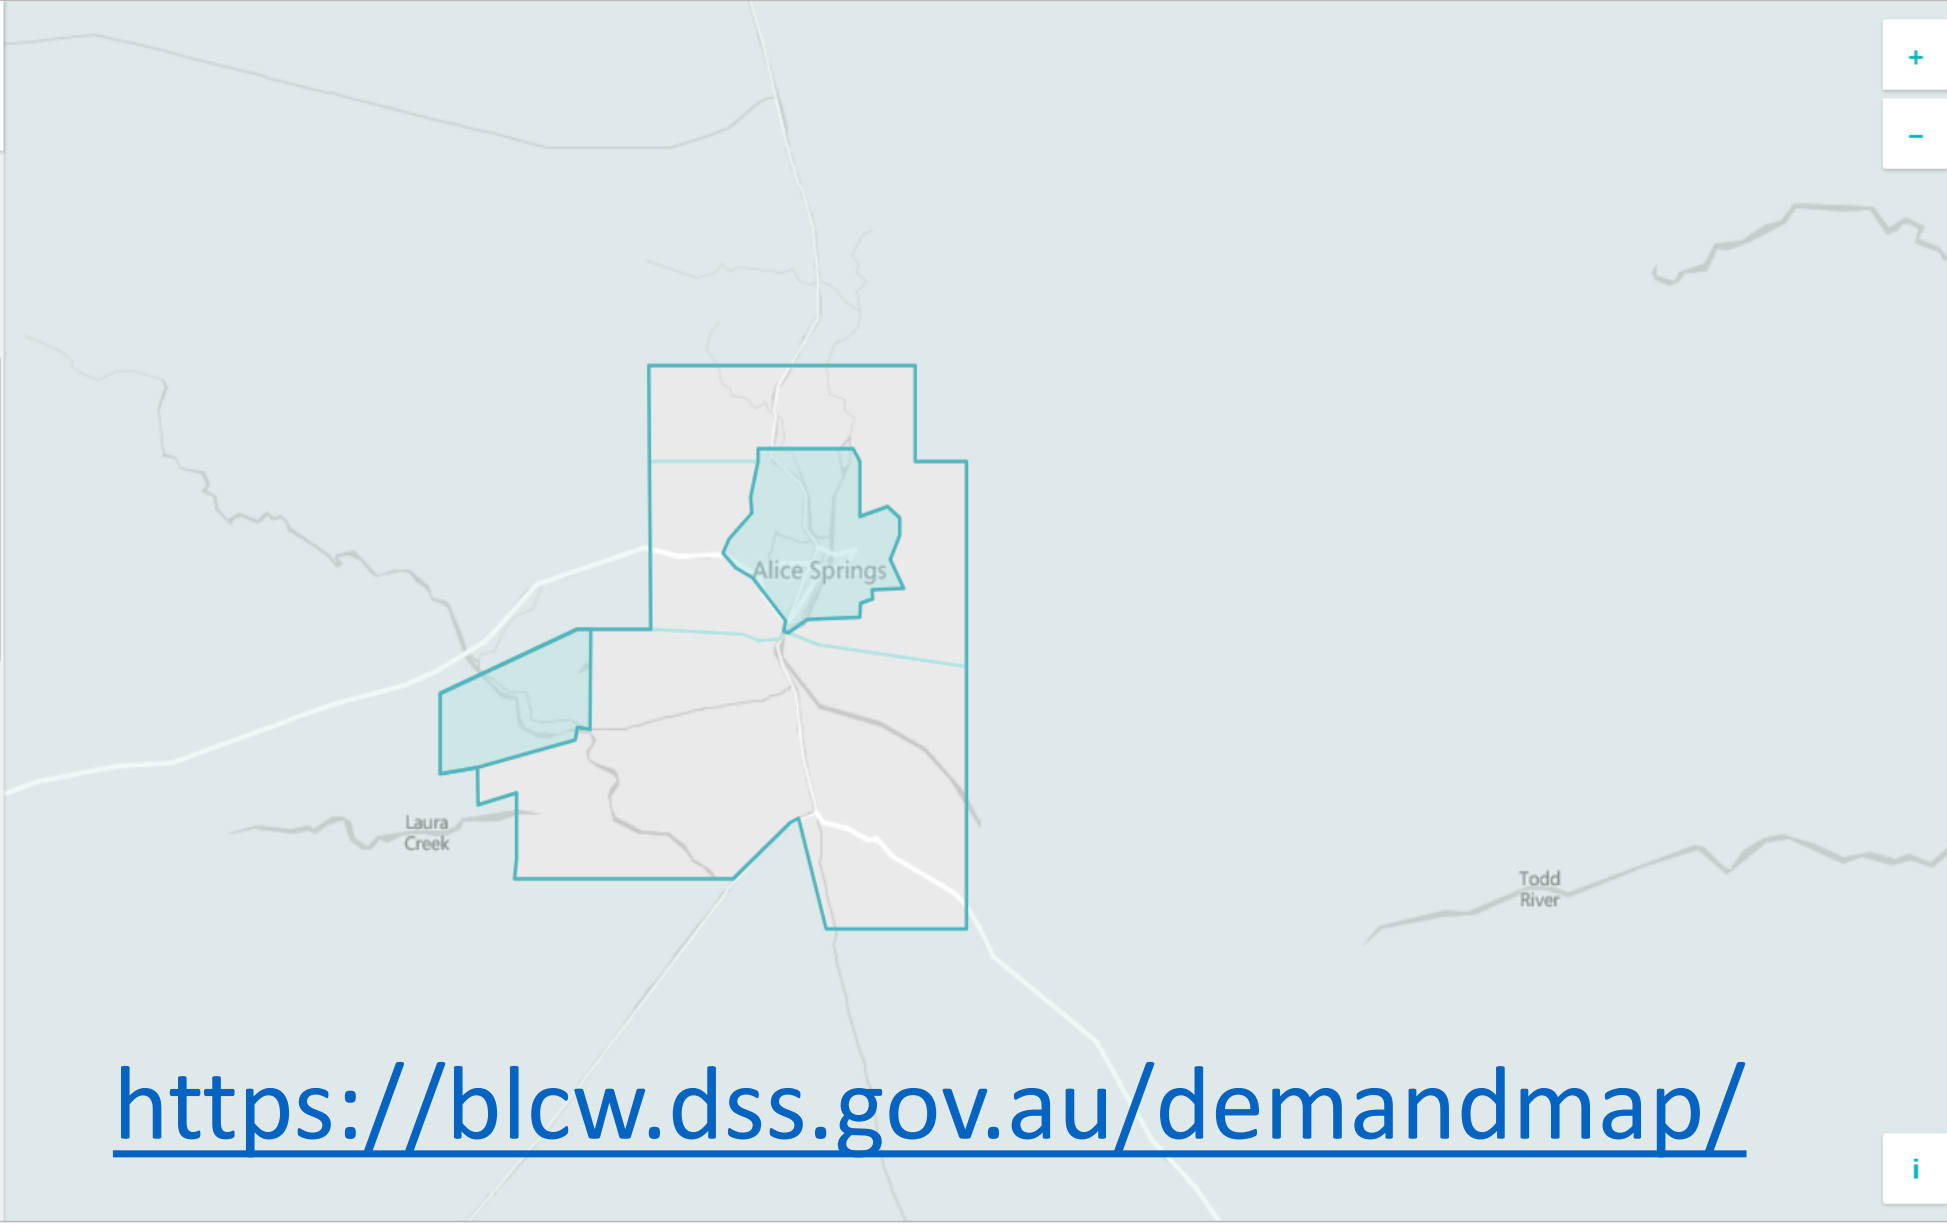 +
−
Alice Springs
Laura
Creek
Todd
River
https://blcw.dss.gov.au/demandmap/
i